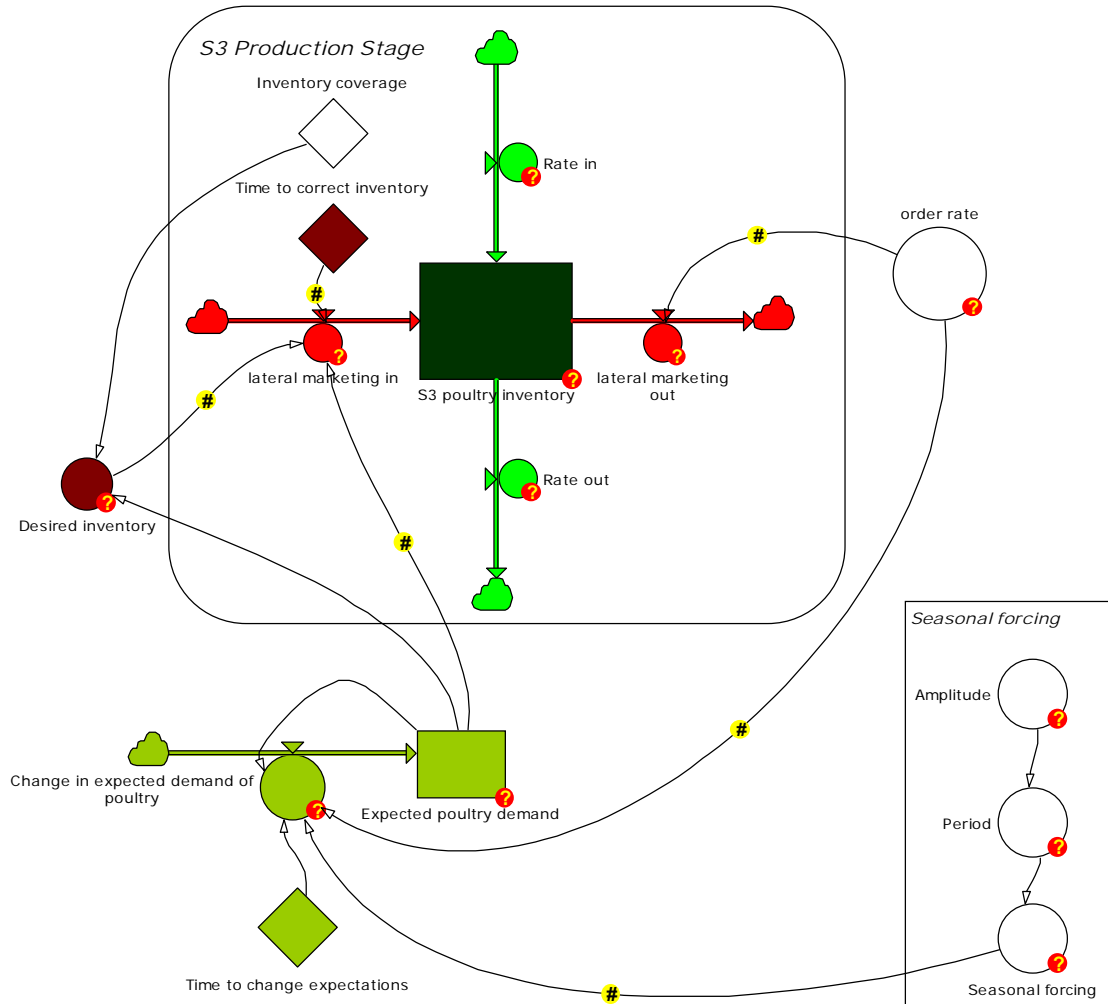 S3 Production Stage
Inventory coverage
?
Rate in
Time to correct inventory
order rate
#
#
?
?
?
lateral marketing in
?
S3 poultry inventory
lateral marketing
out
#
?
Rate out
?
Desired inventory
#
Seasonal forcing
Amplitude
?
#
Change in expected demand of
poultry
?
?
Expected poultry demand
Period
?
Time to change expectations
#
?
Seasonal forcing